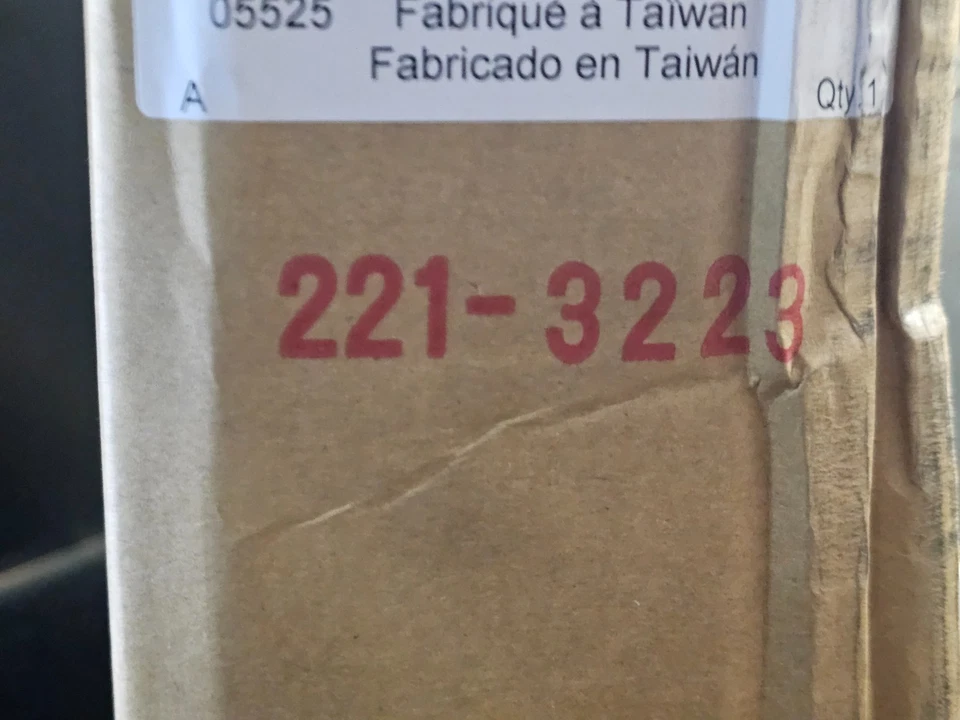 05525 Fabriqué à Taïwan
Fabricado en Taiwán
A Qty:1
221-3223